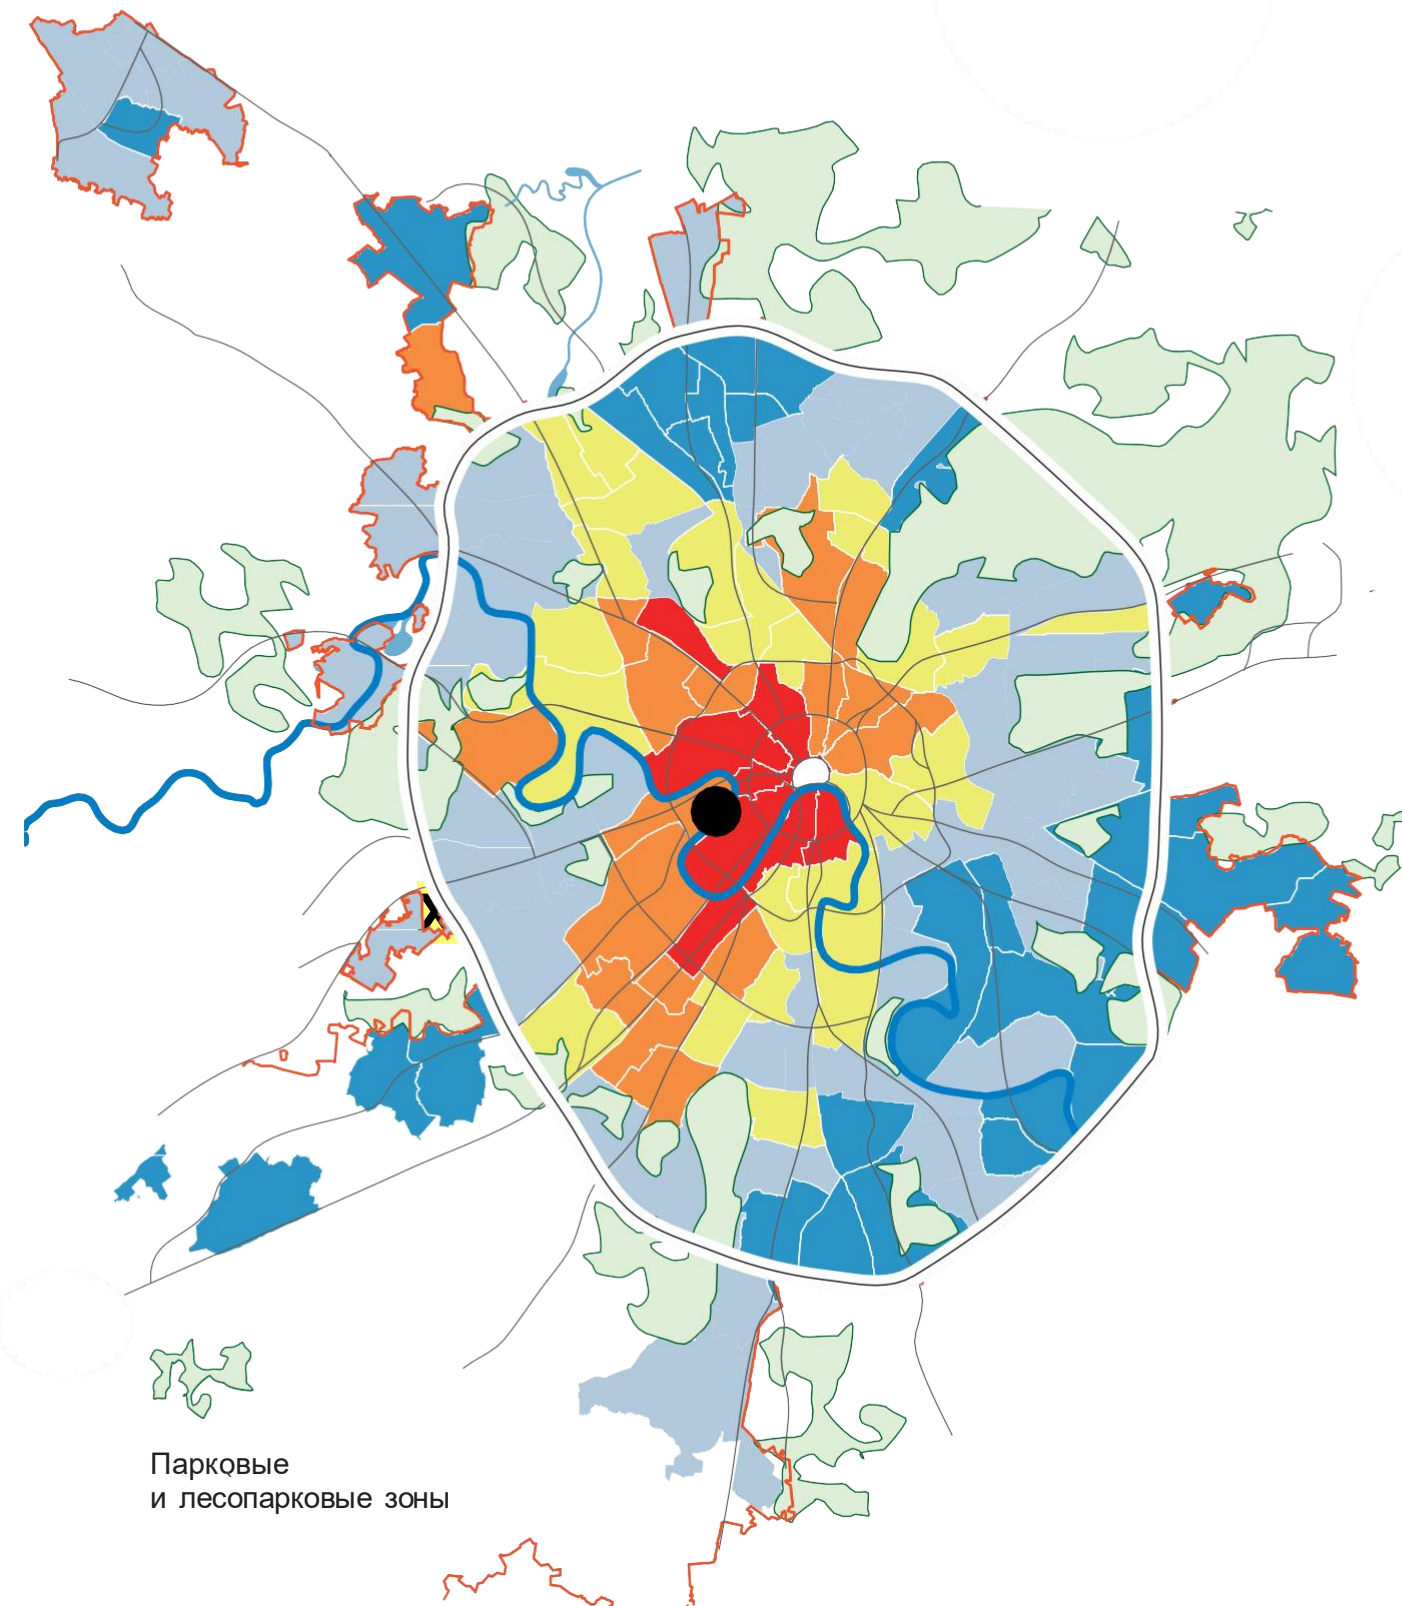 Парковые
и лесопарковые зоны